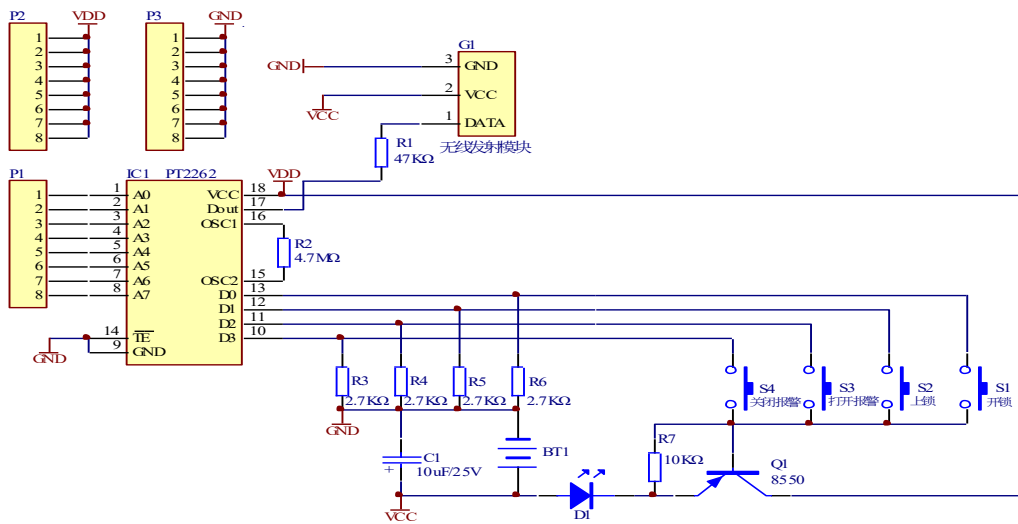 P2
VDD
1
2
3
4
5
6
7
8
P3
GND
1
2
3
4
5
6
7
8
G1
GND
3 GND
VCC
2 VCC
1 DATA
无线发射模块
R1
47KΩ
P1
1
2
3
4
5
6
7
8
IC1 PT2262
1 A0
2 A1
3 A2
4 A3
5 A4
6 A5
7 A6
8 A7
14 TE
9 GND
GND
VDD
VCC 18
Dout 17
OSC1 16
OSC2 15
D0 13
D1 12
D2 11
D3 10
R2
4.7MΩ
R3
2.7KΩ
R4
2.7KΩ
R5
2.7KΩ
R6
2.7KΩ
GND
S4
关闭报警
S3
打开报警
S2
上锁
S1
开锁
C1
+
10uF/25V
BT1
R7
10KΩ
Q1
8550
VCC
D1